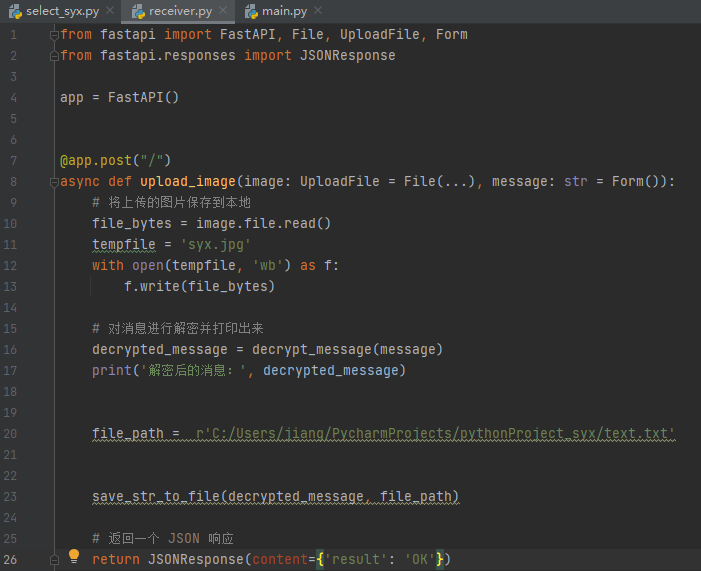 select_syx.py receiver.py main.py
1 from fastapi import FastAPI, File, UploadFile, Form
2 from fastapi.responses import JSONResponse
3
4 app = FastAPI()
5
6
7 @app.post("/")
8 async def upload_image(image: UploadFile = File(...), message: str = Form()):
9 # 将上传的图片保存到本地
10 file_bytes = image.file.read()
11 tempfile = 'syx.jpg'
12 with open(tempfile, 'wb') as f:
13 f.write(file_bytes)
14
15 # 对消息进行解密并打印出来
16 decrypted_message = decrypt_message(message)
17 print('解密后的消息：', decrypted_message)
18
19
20 file_path =  r'C:/Users/jiang/PycharmProjects/pythonProject_syx/text.txt'
21
22
23 save_str_to_file(decrypted_message, file_path)
24
25 # 返回一个 JSON 响应
26 return JSONResponse(content={'result': 'OK'})